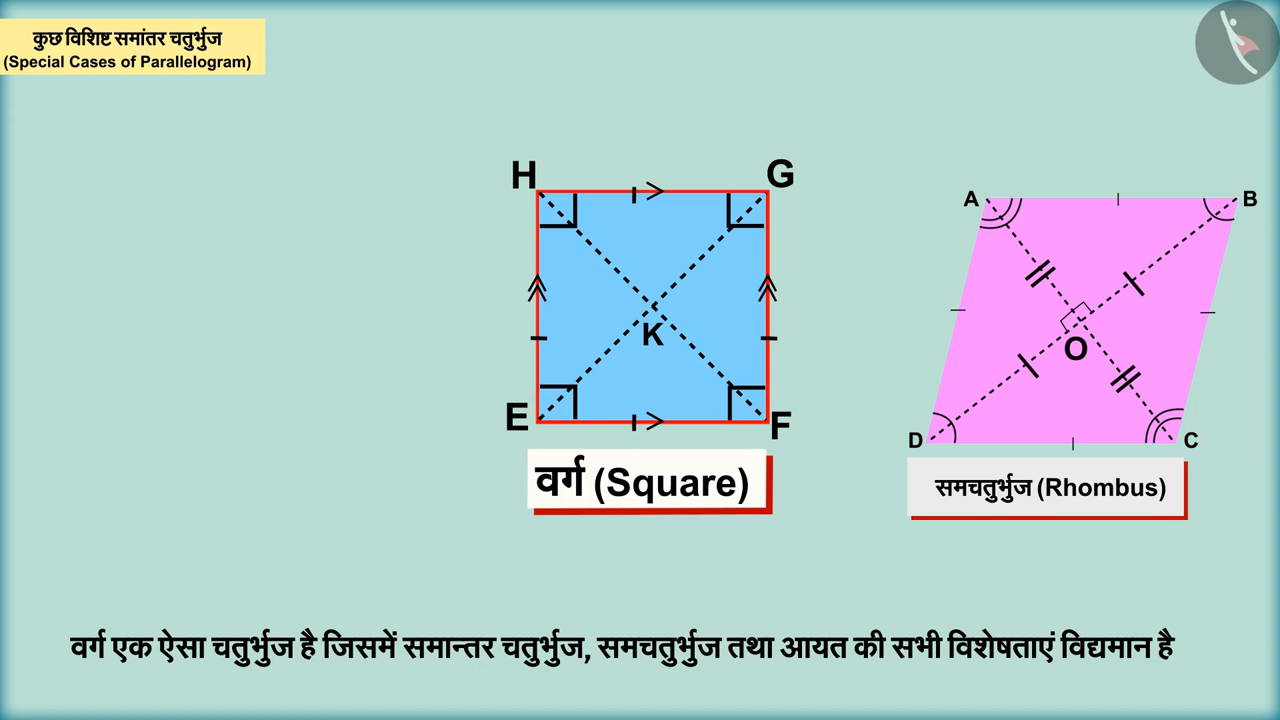 कुछ विशिष्ट समांतर चतुर्भुज
(Special Cases of Parallelogram)
H
G
A
B
K
O
E
F
D
C
वर्ग (Square)
समचतुर्भुज (Rhombus)
वर्ग एक ऐसा चतुर्भुज है जिसमें समान्तर चतुर्भुज, समचतुर्भुज तथा आयत की सभी विशेषताएं विद्यमान है